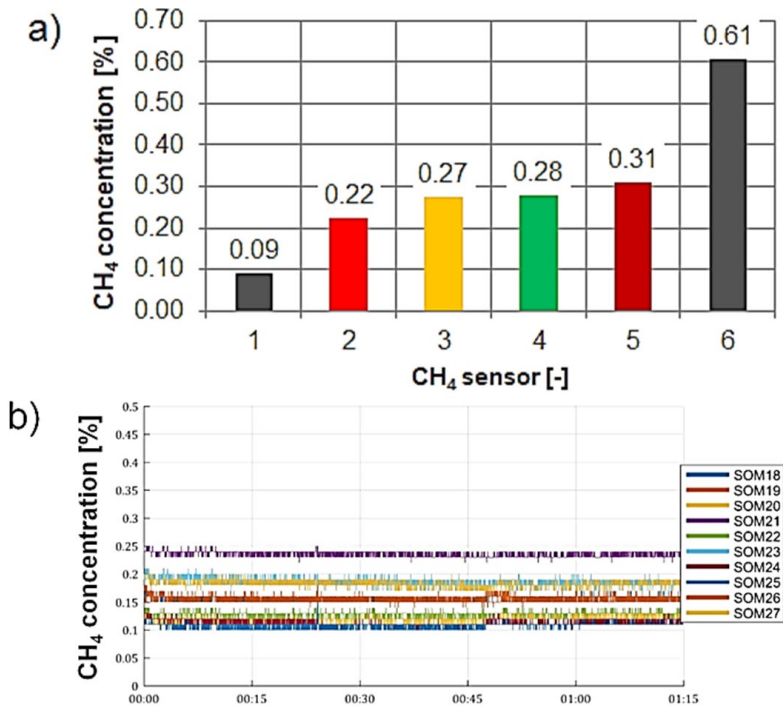 a)
CH₄ concentration [%]
0.70
0.60
0.50
0.40
0.30
0.20
0.10
0.00
0.09
0.22
0.27
0.28
0.31
0.61
1 2 3 4 5 6
CH₄ sensor [-]
b)
CH₄ concentration [%]
0.5
0.45
0.4
0.35
0.3
0.25
0.2
0.15
0.1
0.05
0
00:00 00:15 00:30 00:45 01:00 01:15
SOM18
SOM19
SOM20
SOM21
SOM22
SOM23
SOM24
SOM25
SOM26
SOM27